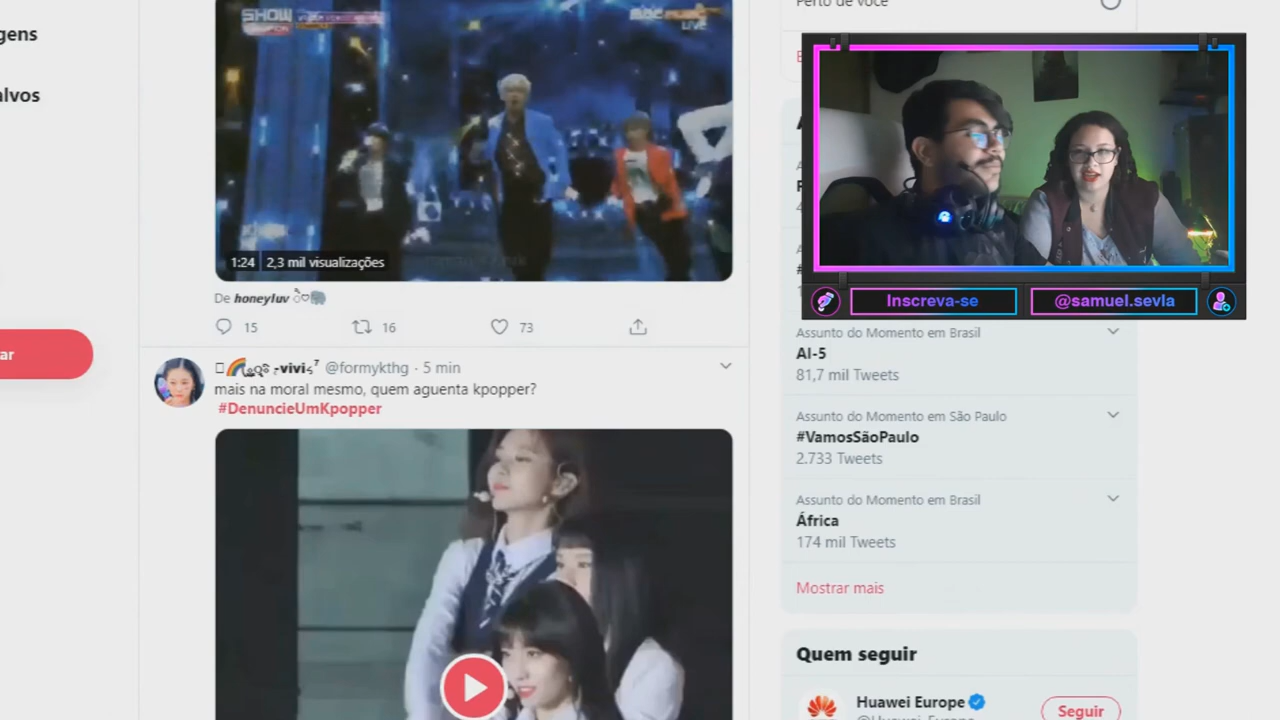 gens
alvos
ar
SHOW
LIVE
1:24 2,3 mil visualizações
De honeyluv
15
16
73
-vivi @formykthg · 5 min
mais na moral mesmo, quem aguenta kpopper?
#DenuncieUmKpopper
Perto de você
Inscreva-se
@samuel.sevla
Assunto do Momento em Brasil
AI-5
81,7 mil Tweets
Assunto do Momento em São Paulo
#VamosSãoPaulo
2.733 Tweets
Assunto do Momento em Brasil
África
174 mil Tweets
Mostrar mais
Quem seguir
Huawei Europe
Seguir